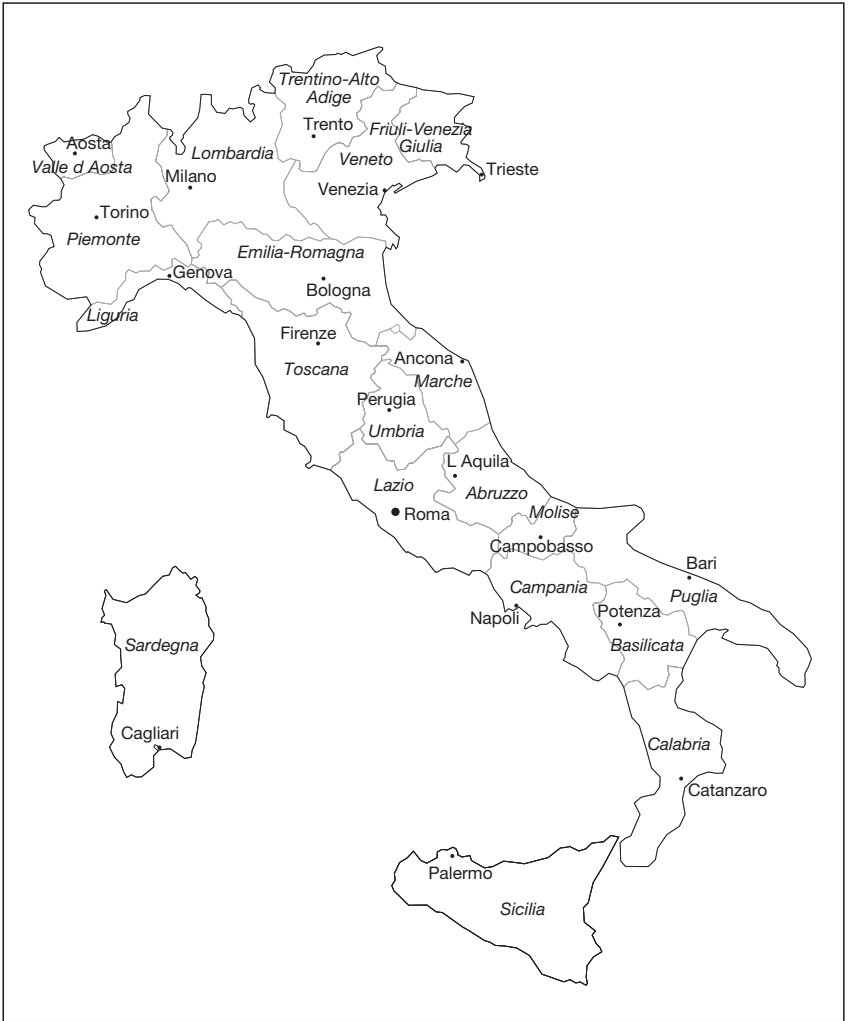 Trentino-Alto
Adige
Trento
Friuli-Venezia
Giulia
Aosta
Valle d Aosta
Lombardia
Milano
Veneto
Venezia
Trieste
Torino
Piemonte
Emilia-Romagna
Genova
Bologna
Liguria
Firenze
Toscana
Ancona
Marche
Perugia
Umbria
L Aquila
Lazio
Abruzzo
Roma
Molise
Campobasso
Bari
Campania
Puglia
Napoli
Potenza
Basilicata
Sardegna
Cagliari
Calabria
Catanzaro
Palermo
Sicilia